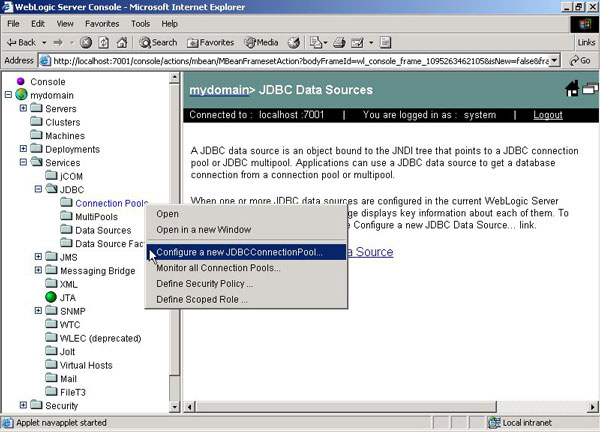 WebLogic Server Console - Microsoft Internet Explorer
File Edit View Favorites Tools Help
Back Search Favorites Media Links
Address http://localhost:7001/console/actions/mbean/MBeanFramesetAction?bodyFrameId=wl_console_frame_1095263462105&isNew=false&fra
Console
mydomain
Servers
Clusters
Machines
Deployments
Services
jCOM
JDBC
Connection Pools
MultiPools
Data Sources
Data Source Fac
JMS
Messaging Bridge
XML
JTA
SNMP
WTC
WLEC (deprecated)
Jolt
Virtual Hosts
Mail
FileT3
Security
mydomain> JDBC Data Sources
Connected to : localhost :7001 | You are logged in as : system | Logout
A JDBC data source is an object bound to the JNDI tree that points to a JDBC connection
pool or JDBC multipool. Applications can use a JDBC data source to get a database
connection from a connection pool or multipool.
When one or more JDBC data sources are configured in the current WebLogic Server
ge displays key information about each of them. To
Configure a new JDBC Data Source... link.
a Source
Open
Open in a new Window
Configure a new JDBCConnectionPool...
Monitor all Connection Pools...
Define Security Policy ...
Define Scoped Role ...
Applet navapplet started
Local intranet